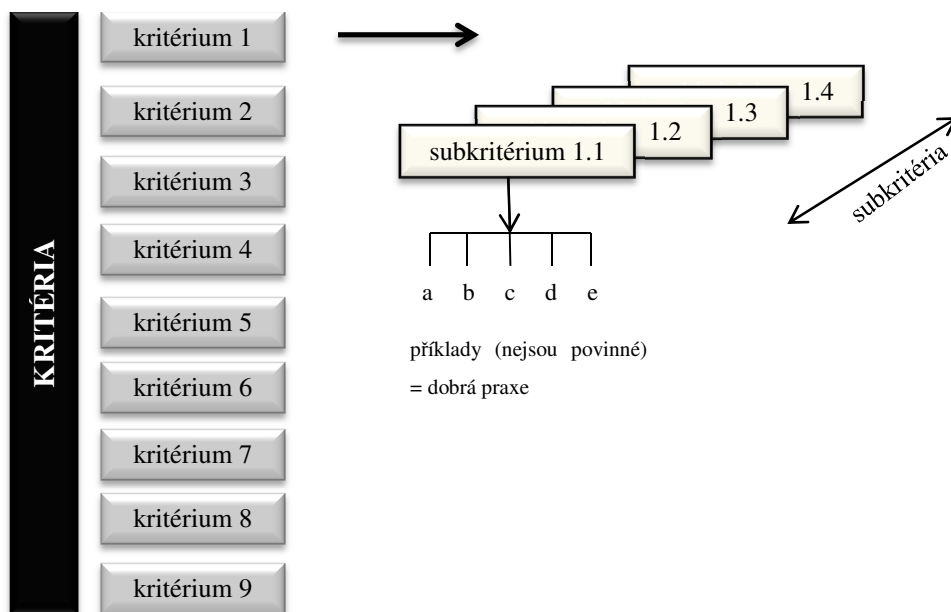 KRITÉRIA
kritérium 1
kritérium 2
kritérium 3
kritérium 4
kritérium 5
kritérium 6
kritérium 7
kritérium 8
kritérium 9
1.4
1.3
1.2
subkritérium 1.1
subkritéria
a b c d e
příklady (nejsou povinné)
= dobrá praxe